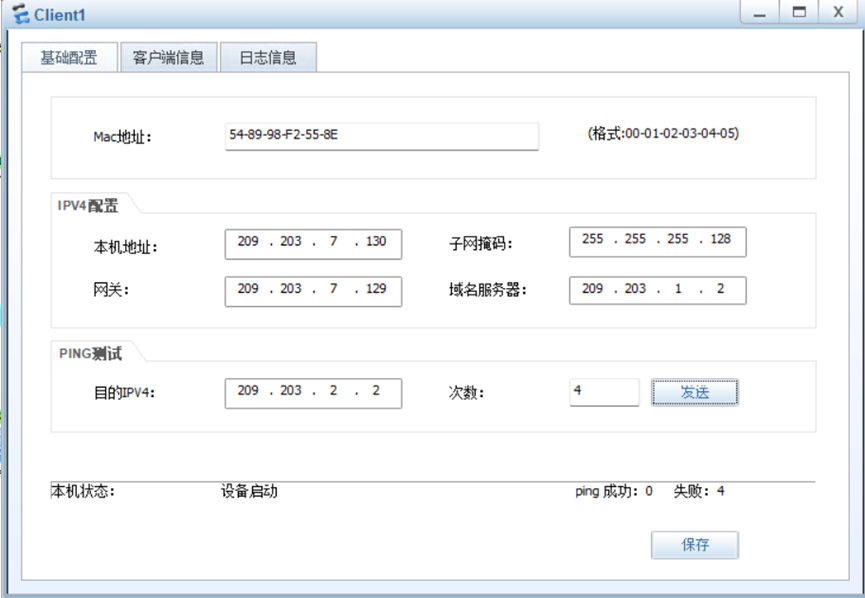 Client1
基础配置 客户端信息 日志信息
Mac地址： 54-89-98-F2-55-8E (格式:00-01-02-03-04-05)
IPV4配置
本机地址： 209 . 203 . 7 . 130 子网掩码： 255 . 255 . 255 . 128
网关： 209 . 203 . 7 . 129 域名服务器： 209 . 203 . 1 . 2
PING测试
目的IPV4： 209 . 203 . 2 . 2 次数： 4 发送
本机状态： 设备启动 ping 成功：0 失败：4
保存